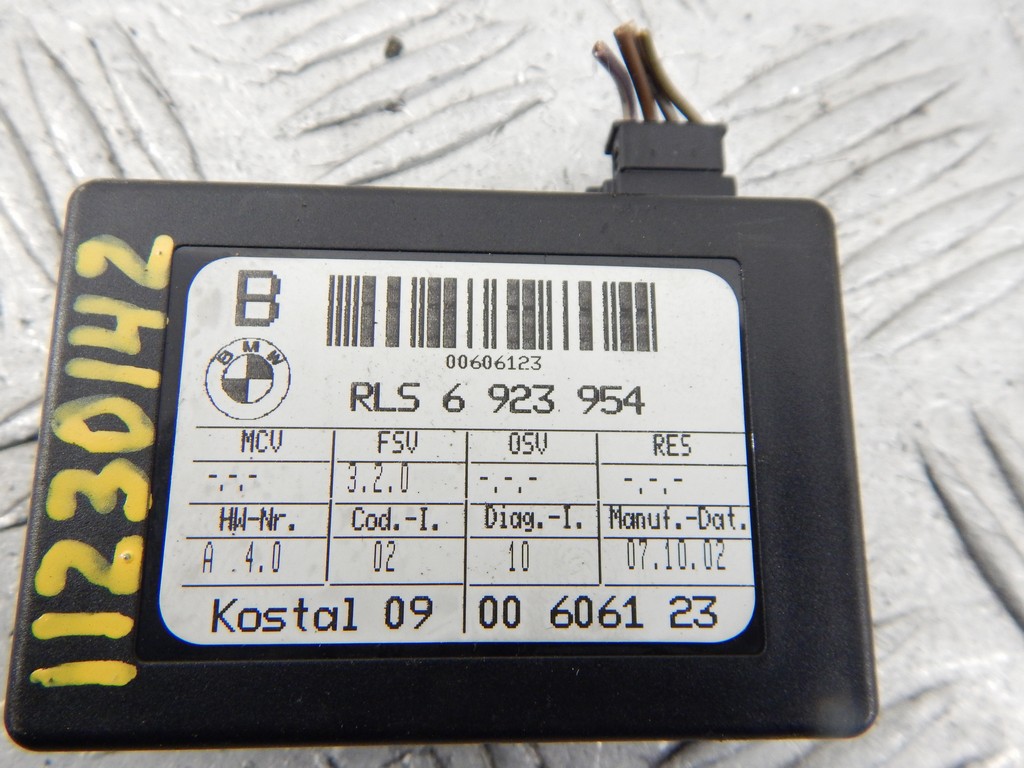 B
00606123
BMW
RLS 6 923 954
MCV FSV OSV RES
-.-.- 3.2.0 -.-.- -.-.-
HW-Nr. Cod.-I. Diag.-I. Manuf.-Dat.
A 4.0 02 10 07.10.02
Kostal 09 00 6061 23
11230142